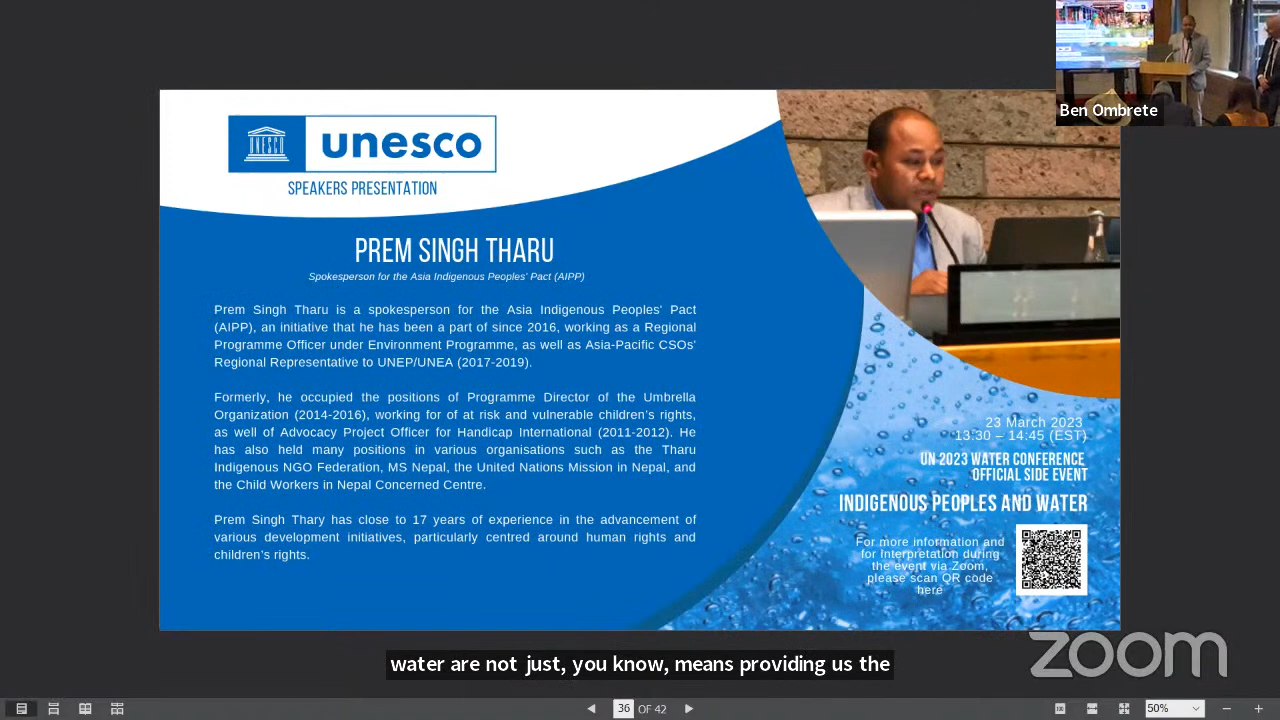 Ben Ombrete
UNESCO
unesco
SPEAKERS PRESENTATION
PREM SINGH THARU
Spokesperson for the Asia Indigenous Peoples' Pact (AIPP)
Prem Singh Tharu is a spokesperson for the Asia Indigenous Peoples' Pact
(AIPP), an initiative that he has been a part of since 2016, working as a Regional
Programme Officer under Environment Programme, as well as Asia-Pacific CSOs'
Regional Representative to UNEP/UNEA (2017-2019).
Formerly, he occupied the positions of Programme Director of the Umbrella
Organization (2014-2016), working for of at risk and vulnerable children's rights,
as well of Advocacy Project Officer for Handicap International (2011-2012). He
has also held many positions in various organisations such as the Tharu
Indigenous NGO Federation, MS Nepal, the United Nations Mission in Nepal, and
the Child Workers in Nepal Concerned Centre.
Prem Singh Thary has close to 17 years of experience in the advancement of
various development initiatives, particularly centred around human rights and
children's rights.
23 March 2023
13:30 – 14:45 (EST)
UN 2023 WATER CONFERENCE
OFFICIAL SIDE EVENT
INDIGENOUS PEOPLES AND WATER
For more information and
for Interpretation during
the event via Zoom,
please scan QR code
here
water are not just, you know, means providing us the
zoom
36 OF 42
50%